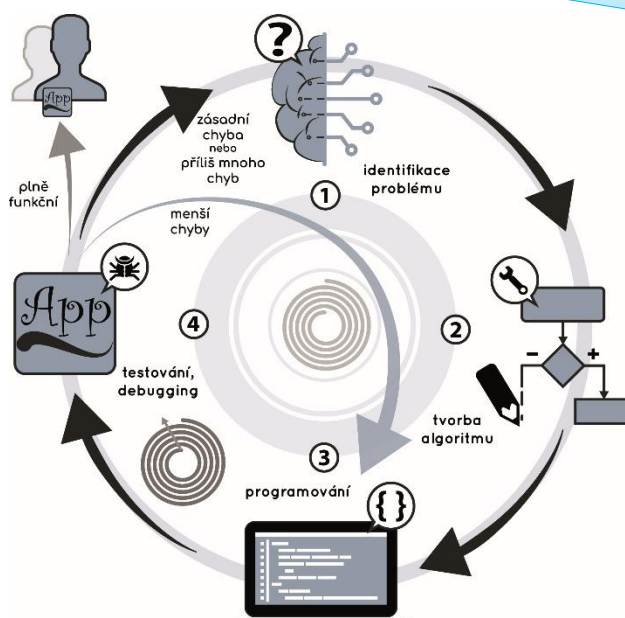 ?
App
zásadní
chyba
nebo
příliš mnoho
chyb
identifikace
problému
plně
funkční
1
menší
chyby
App
4
2
- +
testování,
debugging
tvorba
algoritmu
3
programování
{ }